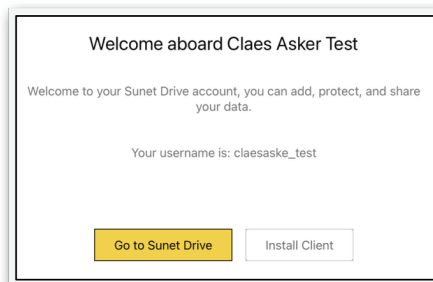 Welcome aboard Claes Asker Test
Welcome to your Sunet Drive account, you can add, protect, and share
your data.
Your username is: claesaske_test
Go to Sunet Drive
Install Client